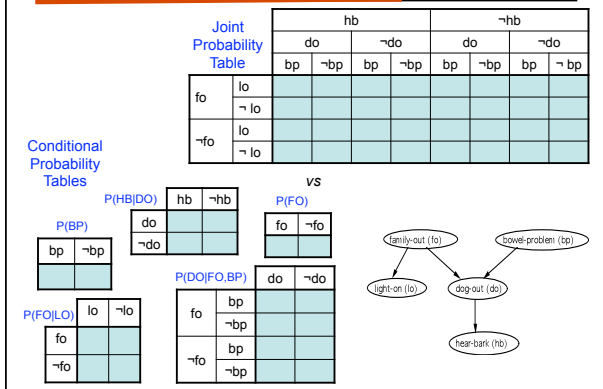 Joint
Probability
Table
hb ¬hb
do ¬do do ¬do
bp ¬bp bp ¬bp bp ¬bp bp ¬ bp
fo lo
¬ lo
¬fo lo
¬ lo
Conditional
Probability
Tables
vs
P(HB|DO) hb ¬hb
do
¬do
P(FO)
fo ¬fo
P(BP)
bp ¬bp
P(DO|FO,BP) do ¬do
fo bp
¬bp
¬fo bp
¬bp
P(FO|LO) lo ¬lo
fo
¬fo
family-out (fo) bowel-problem (bp)
light-on (lo) dog-out (do)
hear-bark (hb)